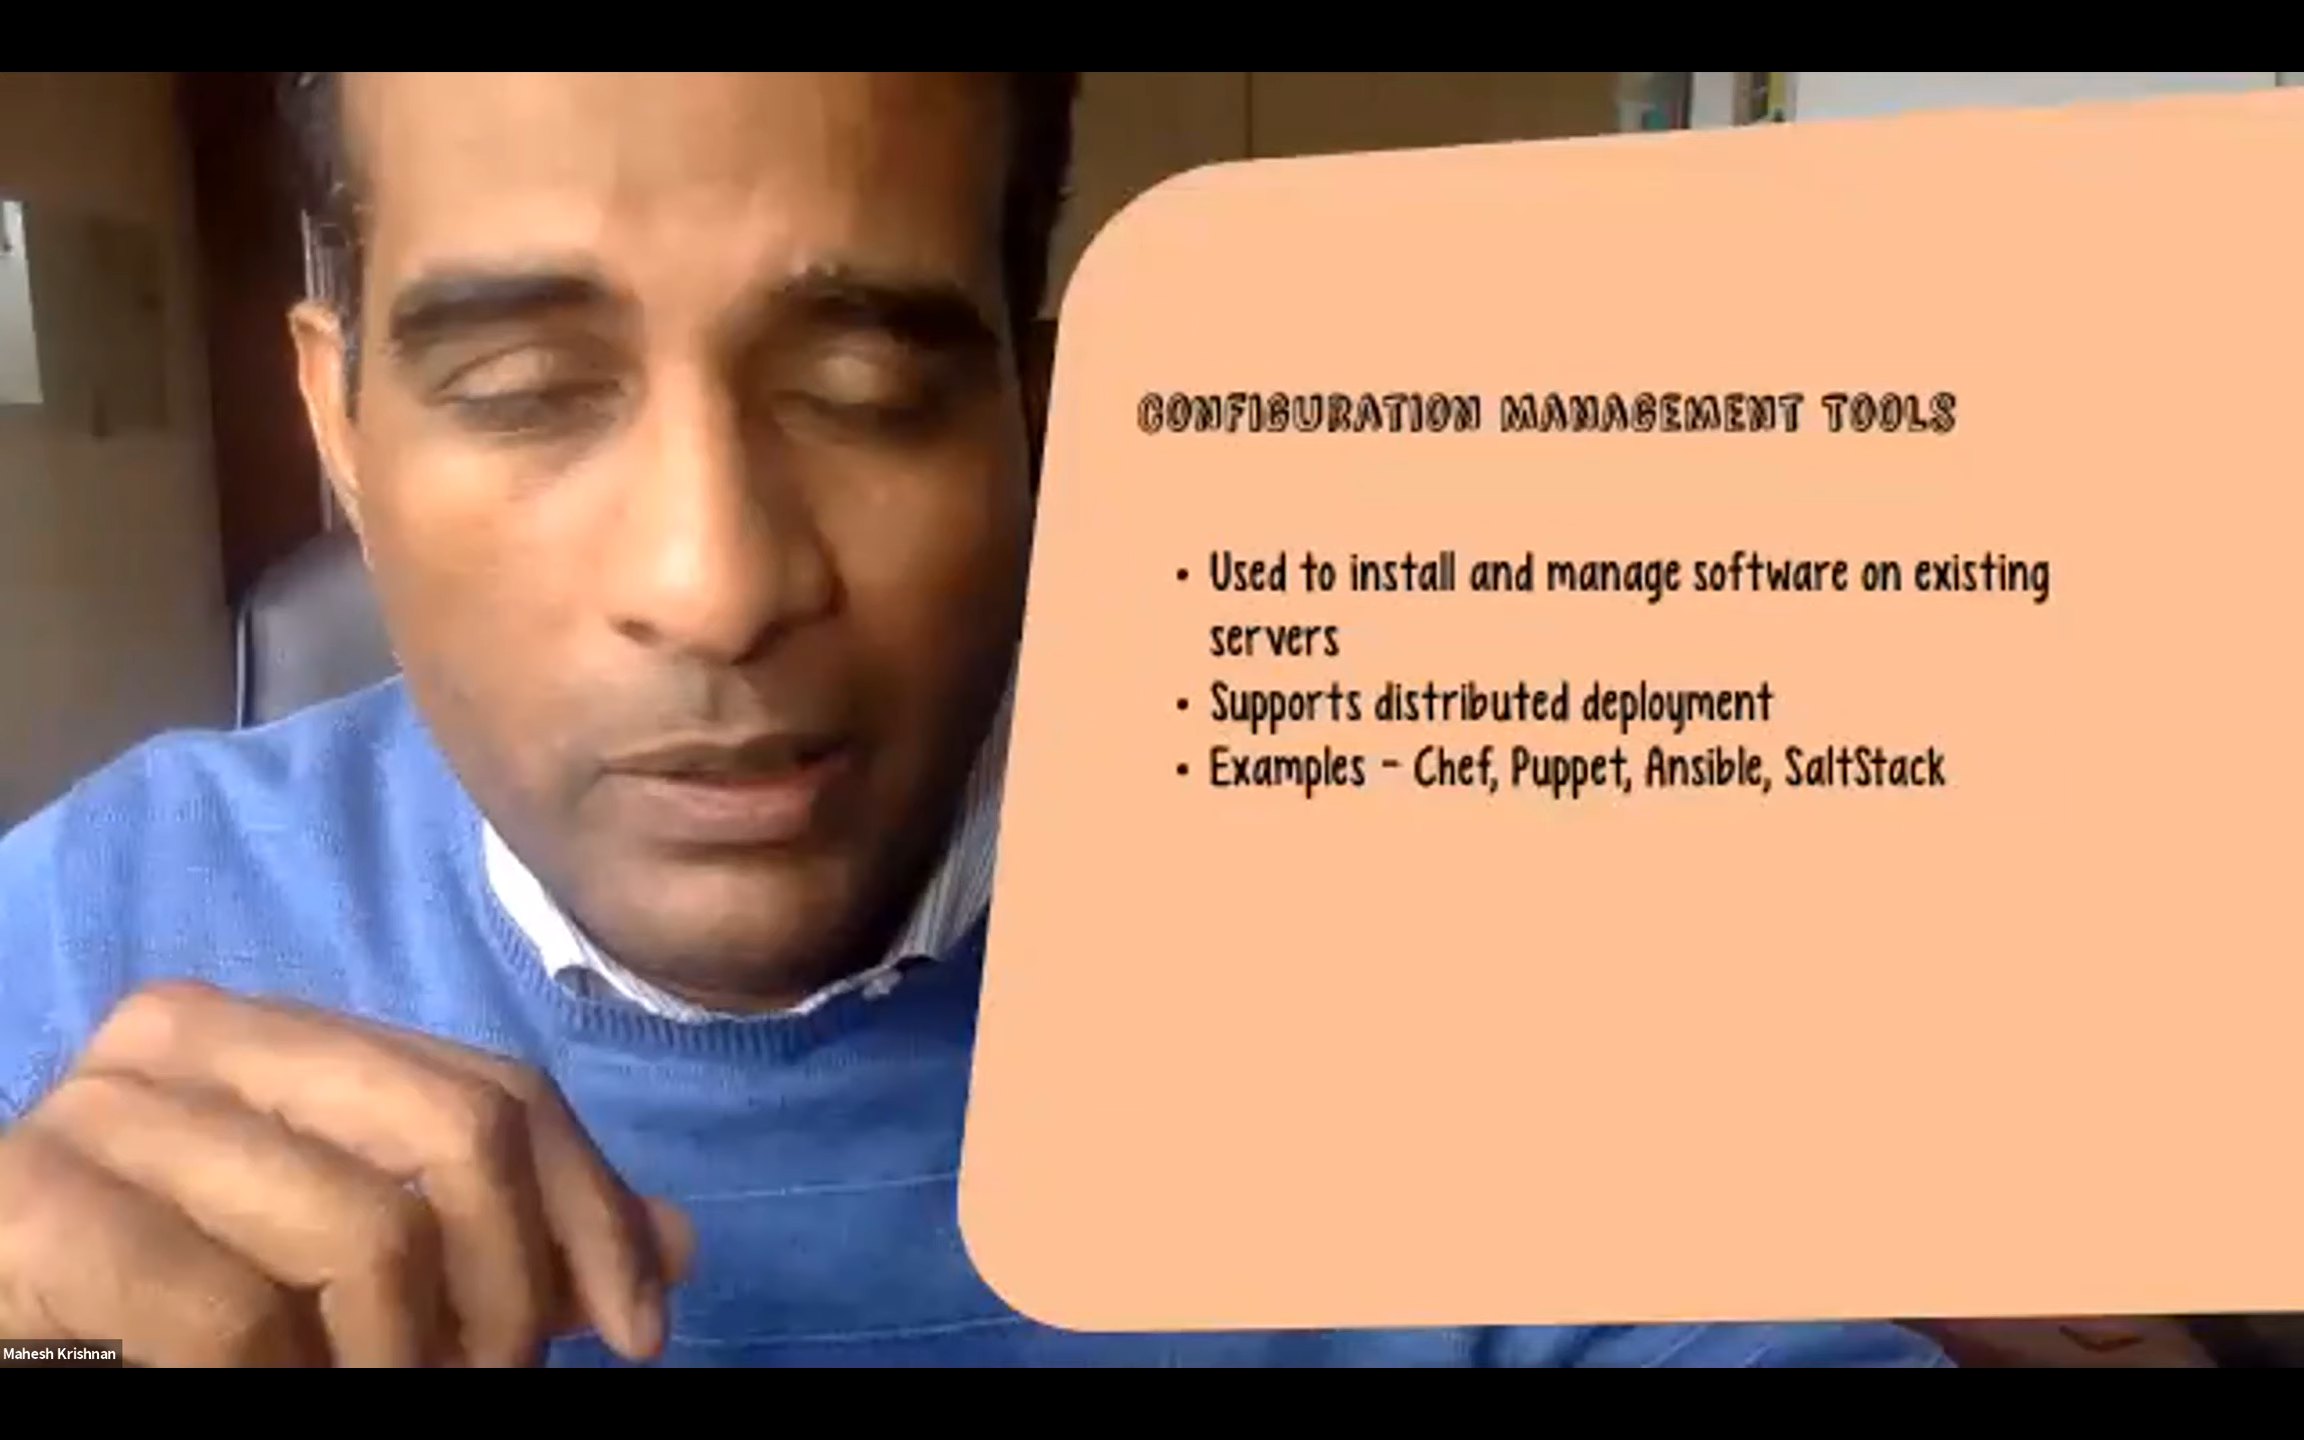 CONFIGURATION MANAGEMENT TOOLS
• Used to install and manage software on existing
servers
• Supports distributed deployment
• Examples - Chef, Puppet, Ansible, SaltStack
Mahesh Krishnan